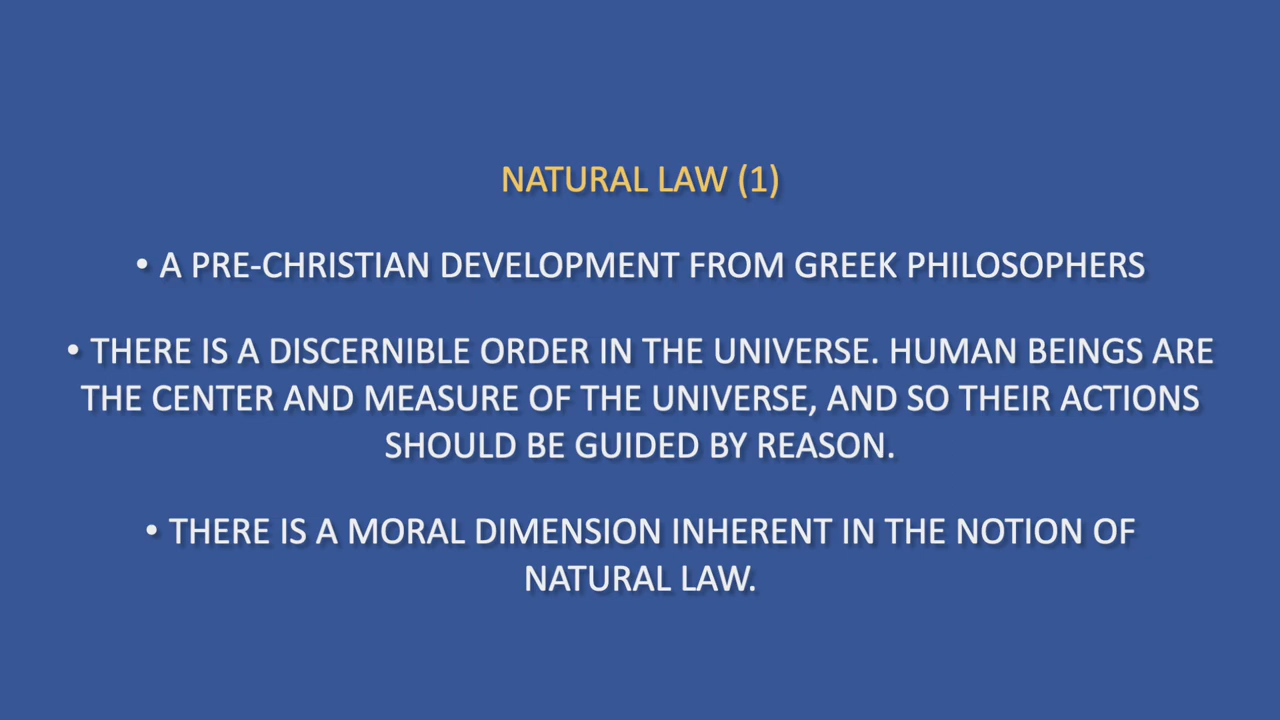 NATURAL LAW (1)
• A PRE-CHRISTIAN DEVELOPMENT FROM GREEK PHILOSOPHERS
• THERE IS A DISCERNIBLE ORDER IN THE UNIVERSE. HUMAN BEINGS ARE
THE CENTER AND MEASURE OF THE UNIVERSE, AND SO THEIR ACTIONS
SHOULD BE GUIDED BY REASON.
• THERE IS A MORAL DIMENSION INHERENT IN THE NOTION OF
NATURAL LAW.